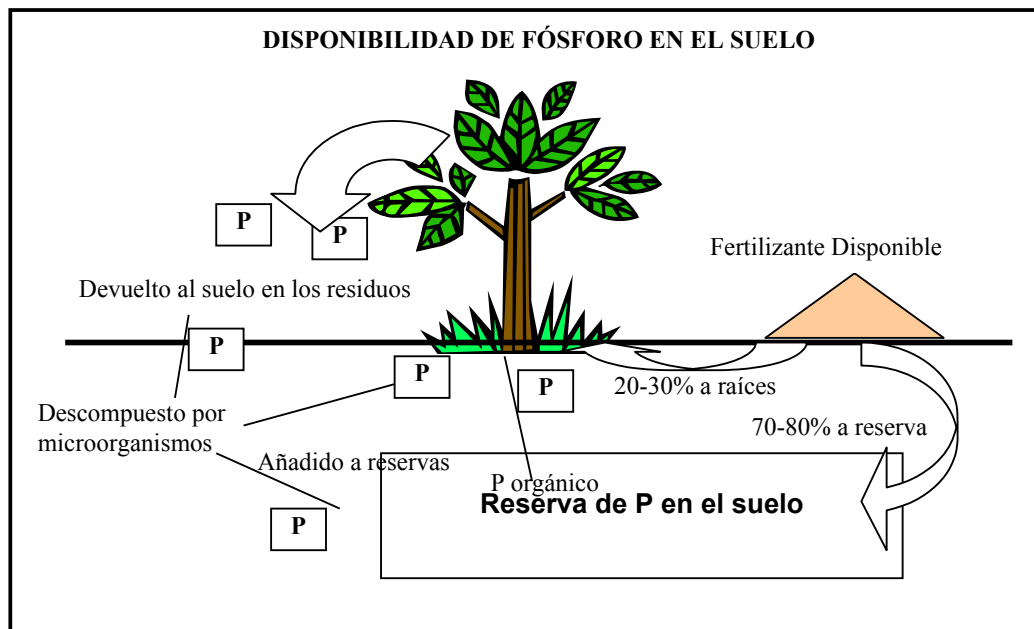 DISPONIBILIDAD DE FÓSFORO EN EL SUELO
P
P
Fertilizante Disponible
Devuelto al suelo en los residuos
P
P
P
20-30% a raíces
Descompuesto por
microorganismos
70-80% a reserva
Añadido a reservas
P orgánico
Reserva de P en el suelo
P